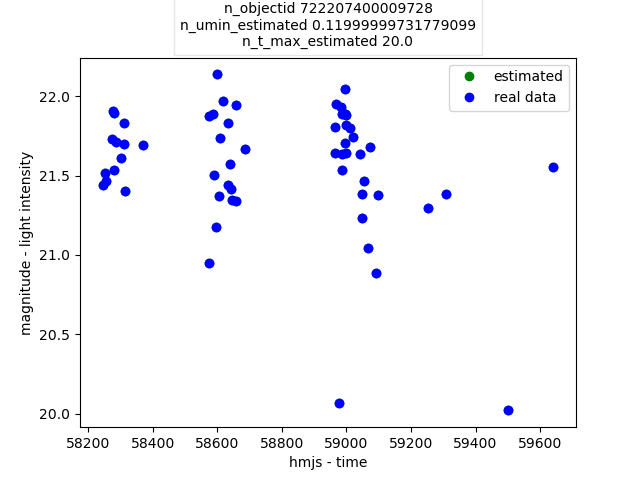 n_objectid 722207400009728
n_umin_estimated 0.11999999731779099
n_t_max_estimated 20.0
estimated
real data
magnitude - light intensity
22.0
21.5
21.0
20.5
20.0
58200 58400 58600 58800 59000 59200 59400 59600
hmjs - time